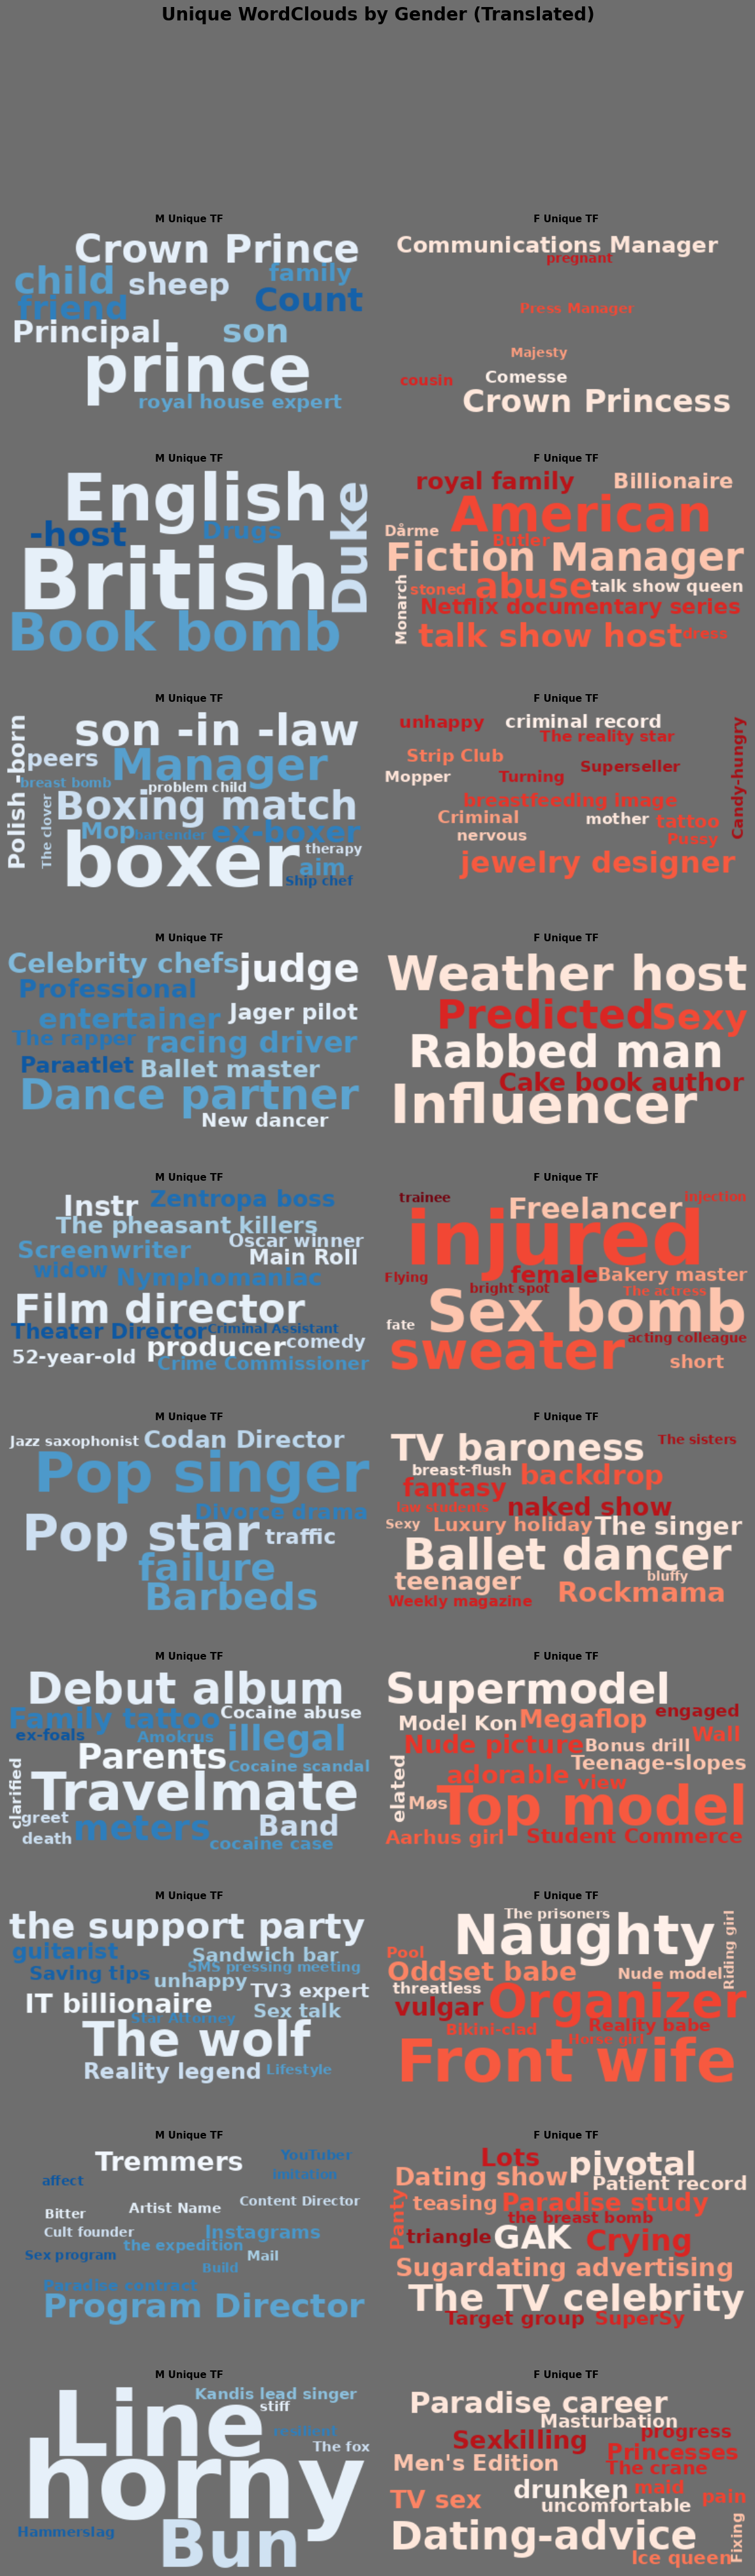 Unique WordClouds by Gender (Translated)
M Unique TF
Crown Prince
child
sheep
family
friend
Count
Principal
son
prince
royal house expert
F Unique TF
Communications Manager
pregnant
Press Manager
Majesty
cousin
Comesse
Crown Princess
M Unique TF
English
-host
Drugs
Duke
British
Book bomb
F Unique TF
royal family
Billionaire
American
Dårme
Butler
Fiction Manager
Monarch
stoned
abuse
talk show queen
Netflix documentary series
talk show host
dress
M Unique TF
son -in -law
Polish -born
peers
Manager
breast bomb
problem child
The clover
Boxing match
Mop
bartender
ex-boxer
boxer
therapy
aim
Ship chef
F Unique TF
unhappy
criminal record
The reality star
Strip Club
Superseller
Candy-hungry
Mopper
Turning
breastfeeding image
Criminal
mother
tattoo
nervous
Pussy
jewelry designer
M Unique TF
Celebrity chefs
judge
Professional
entertainer
Jager pilot
The rapper
racing driver
Paraatlet
Ballet master
Dance partner
New dancer
F Unique TF
Weather host
Predicted
Sexy
Rabbed man
Cake book author
Influencer
M Unique TF
Instr
Zentropa boss
The pheasant killers
Screenwriter
Oscar winner
Main Roll
widow
Nymphomaniac
Film director
Theater Director
Criminal Assistant
52-year-old
producer
comedy
Crime Commissioner
F Unique TF
trainee
Freelancer
injection
injured
Flying
female
Bakery master
bright spot
The actress
fate
Sex bomb
sweater
acting colleague
short
M Unique TF
Jazz saxophonist
Codan Director
Pop singer
Divorce drama
Pop star
traffic
failure
Barbeds
F Unique TF
TV baroness
The sisters
breast-flush
backdrop
fantasy
law students
naked show
Sexy
Luxury holiday
The singer
Ballet dancer
teenager
bluffy
Weekly magazine
Rockmama
M Unique TF
Debut album
Family tattoo
Cocaine abuse
ex-foals
Amokrus
illegal
Parents
Cocaine scandal
clarified
Travelmate
greet
meters
Band
death
cocaine case
F Unique TF
Supermodel
Model Kon
Megaflop
engaged
Nude picture
Bonus drill
Wall
Teenage-slopes
elated
adorable
view
Møs
Top model
Aarhus girl
Student Commerce
M Unique TF
the support party
guitarist
Sandwich bar
Saving tips
SMS pressing meeting
unhappy
TV3 expert
IT billionaire
Sex talk
Star Attorney
The wolf
Reality legend
Lifestyle
F Unique TF
The prisoners
Naughty
Riding girl
Pool
Oddset babe
Nude model
threatless
vulgar
Organizer
Bikini-clad
Reality babe
Horse girl
Front wife
M Unique TF
Tremmers
YouTuber
affect
imitation
Bitter
Artist Name
Content Director
Cult founder
Instagrams
Sex program
the expedition
Mail
Build
Paradise contract
Program Director
F Unique TF
Lots
pivotal
Dating show
Patient record
Panty
teasing
Paradise study
the breast bomb
triangle
GAK
Crying
Sugardating advertising
The TV celebrity
Target group
SuperSy
M Unique TF
Line
Kandis lead singer
stiff
The fox
horny
Hammerslag
Bun
F Unique TF
Paradise career
Masturbation
Sexkilling
progress
Princesses
Men's Edition
The crane
TV sex
drunken
maid
uncomfortable
pain
Dating-advice
Fixing
Ice queen